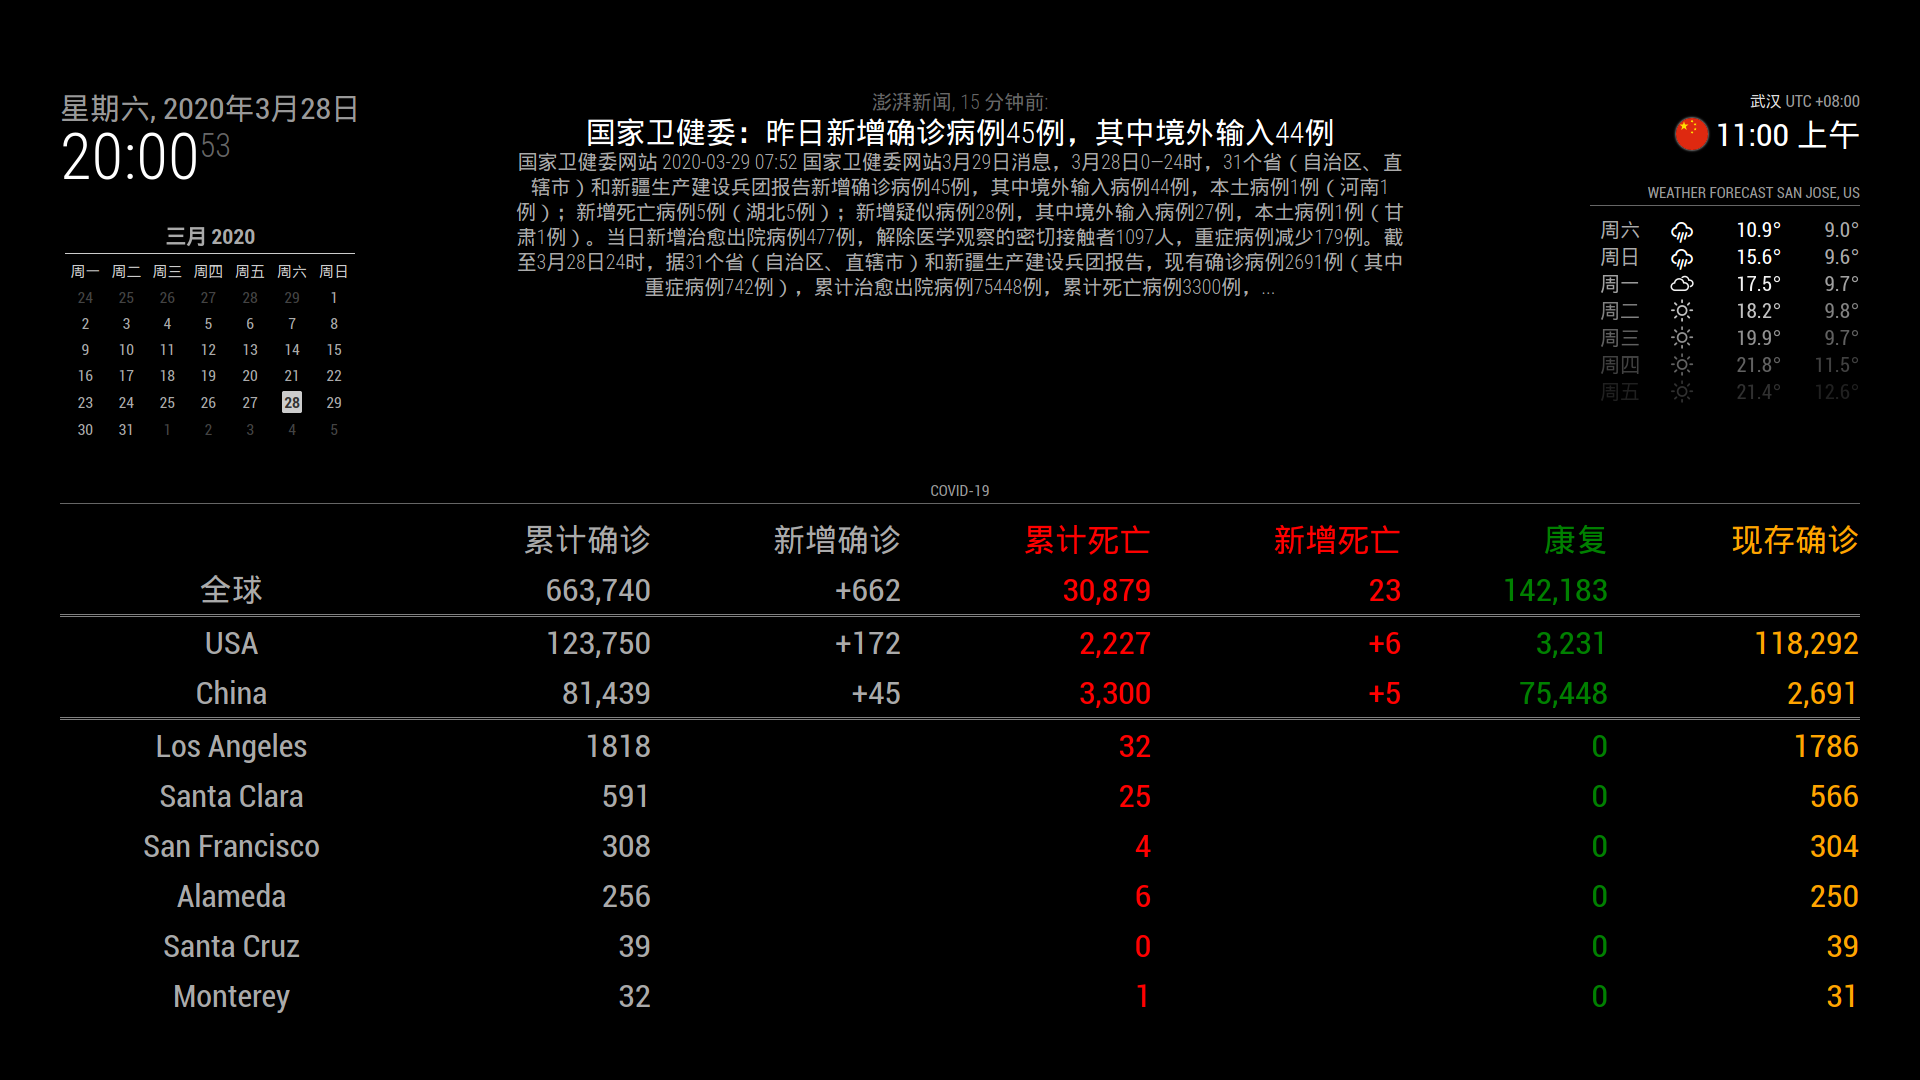 星期六, 2020年3月28日
20:00 53
三月 2020
周一 周二 周三 周四 周五 周六 周日
24 25 26 27 28 29 1
2 3 4 5 6 7 8
9 10 11 12 13 14 15
16 17 18 19 20 21 22
23 24 25 26 27 28 29
30 31 1 2 3 4 5
澎湃新闻, 15 分钟前:
国家卫健委：昨日新增确诊病例45例，其中境外输入44例
国家卫健委网站 2020-03-29 07:52 国家卫健委网站3月29日消息，3月28日0—24时，31个省（自治区、直
辖市）和新疆生产建设兵团报告新增确诊病例45例，其中境外输入病例44例，本土病例1例（河南1
例）；新增死亡病例5例（湖北5例）；新增疑似病例28例，其中境外输入病例27例，本土病例1例（甘
肃1例）。当日新增治愈出院病例477例，解除医学观察的密切接触者1097人，重症病例减少179例。截
至3月28日24时，据31个省（自治区、直辖市）和新疆生产建设兵团报告，现有确诊病例2691例（其中
重症病例742例），累计治愈出院病例75448例，累计死亡病例3300例，...
武汉 UTC +08:00
11:00 上午
WEATHER FORECAST SAN JOSE, US
周六 10.9° 9.0°
周日 15.6° 9.6°
周一 17.5° 9.7°
周二 18.2° 9.8°
周三 19.9° 9.7°
周四 21.8° 11.5°
周五 21.4° 12.6°
COVID-19
累计确诊 新增确诊 累计死亡 新增死亡 康复 现存确诊
全球 663,740 +662 30,879 23 142,183
USA 123,750 +172 2,227 +6 3,231 118,292
China 81,439 +45 3,300 +5 75,448 2,691
Los Angeles 1818 32 0 1786
Santa Clara 591 25 0 566
San Francisco 308 4 0 304
Alameda 256 6 0 250
Santa Cruz 39 0 0 39
Monterey 32 1 0 31